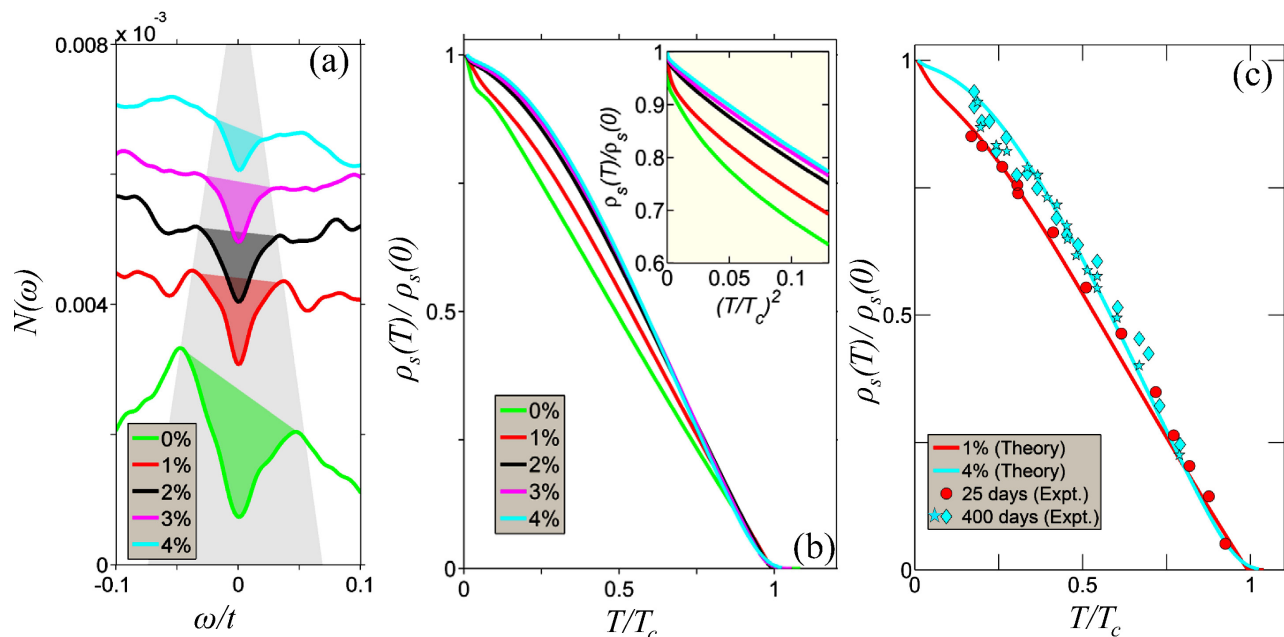 x 10⁻³
(a)
0.008
0.004
0
N(ω)
0%
1%
2%
3%
4%
-0.1
0
0.1
ω/t
1
0.5
0
ρₛ(T)/ ρₛ(0)
0%
1%
2%
3%
4%
0
0.5
1
T/T꜀
(b)
1
0.9
0.8
0.7
0.6
ρₛ(T)/ρₛ(0)
0
0.05
0.1
(T/T꜀)²
(c)
1
0.5
0
ρₛ(T)/ ρₛ(0)
1% (Theory)
4% (Theory)
25 days (Expt.)
400 days (Expt.)
0
0.5
1
T/T꜀